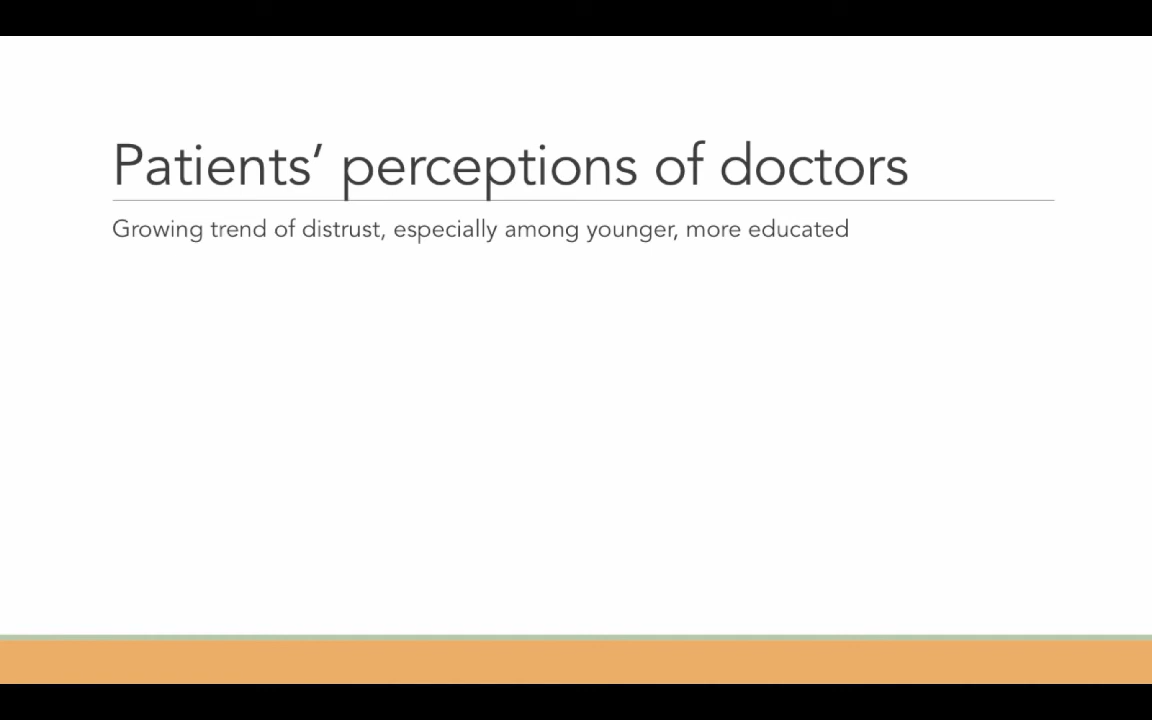 Patients’ perceptions of doctors
Growing trend of distrust, especially among younger, more educated